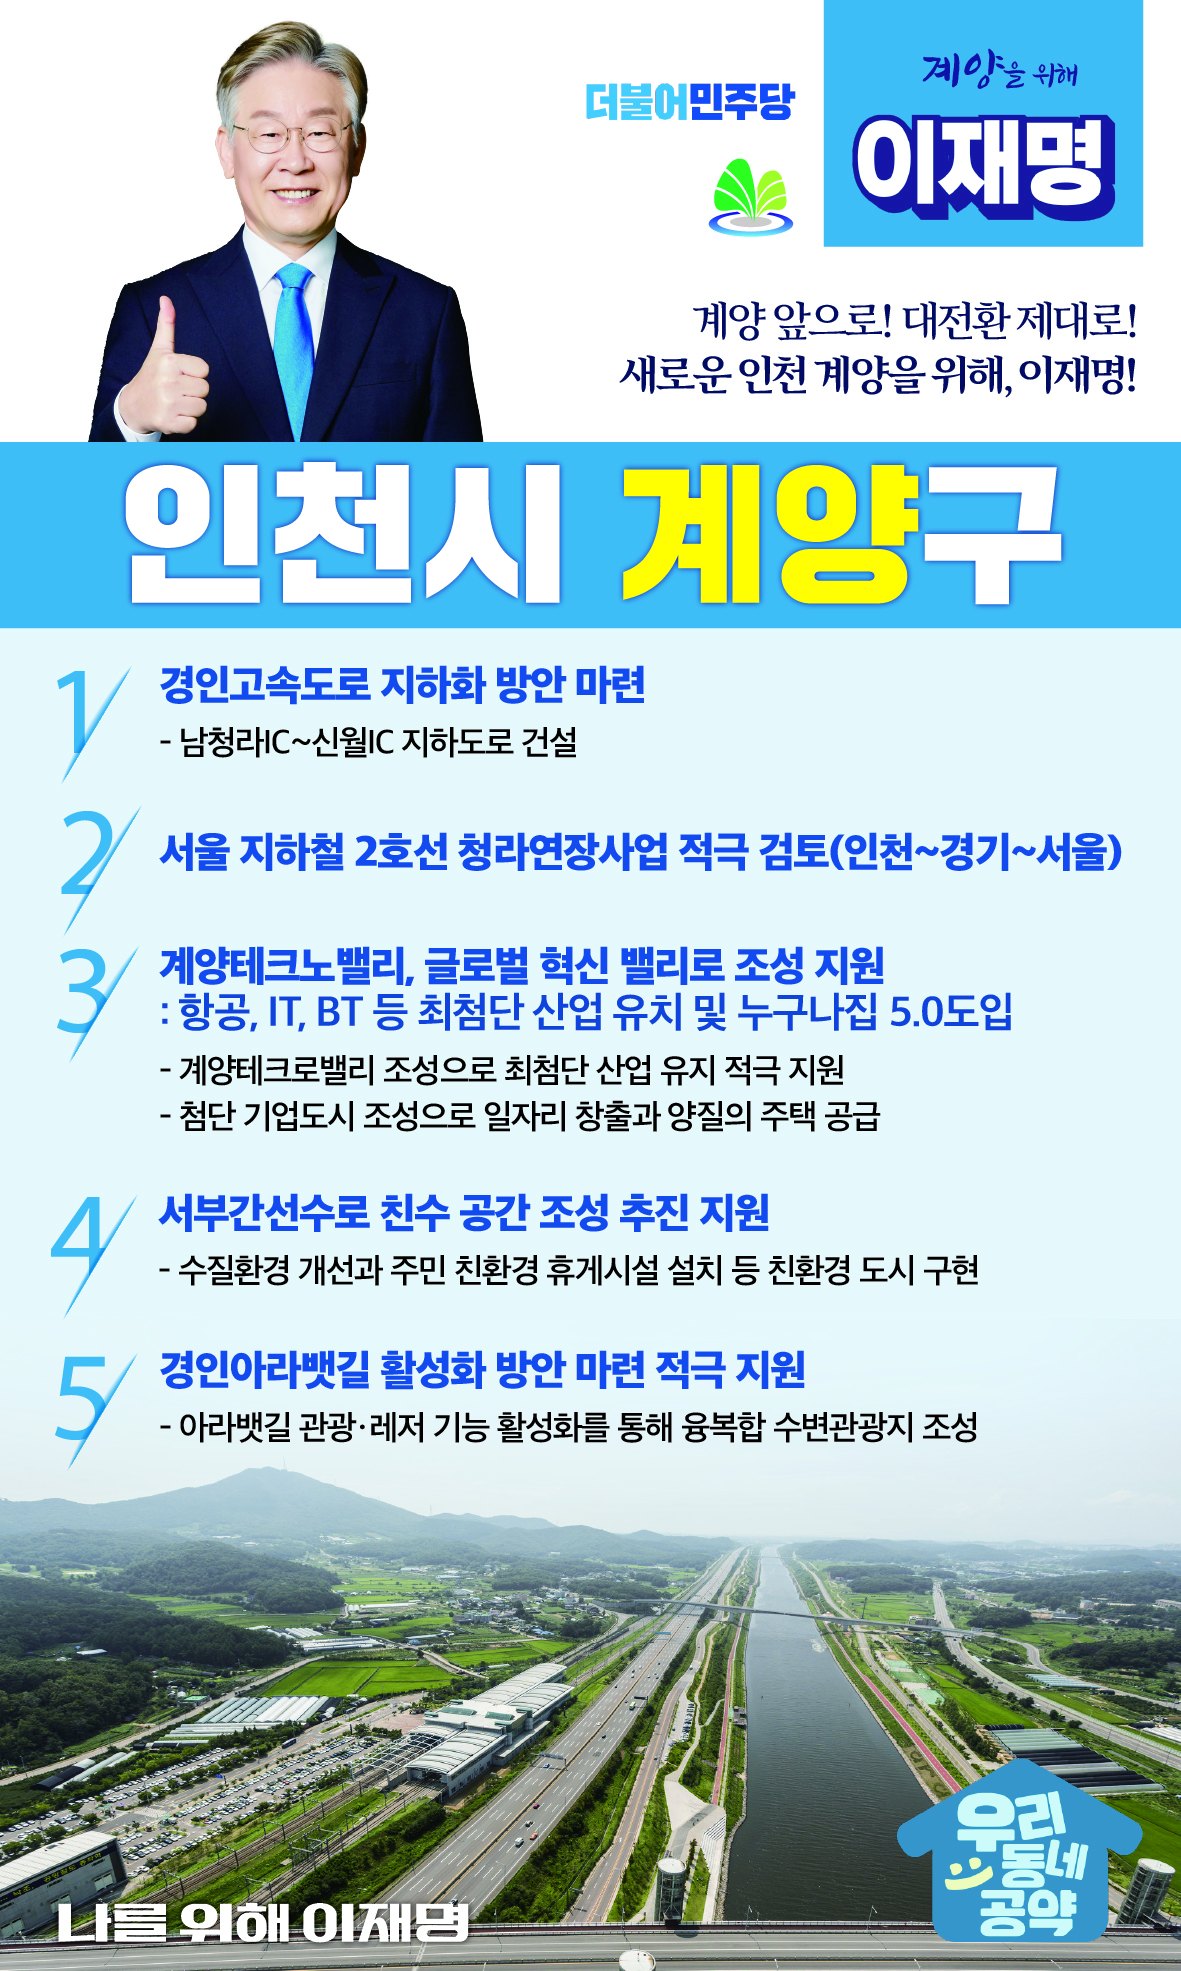 더불어민주당
계양을 위해
이재명
계양 앞으로! 대전환 제대로!
새로운 인천 계양을 위해, 이재명!
인천시 계양구
1
경인고속도로 지하화 방안 마련
- 남청라IC~신월IC 지하도로 건설
2
서울 지하철 2호선 청라연장사업 적극 검토(인천~경기~서울)
3
계양테크노밸리, 글로벌 혁신 밸리로 조성 지원
: 항공, IT, BT 등 최첨단 산업 유치 및 누구나집 5.0도입
- 계양테크로밸리 조성으로 최첨단 산업 유지 적극 지원
- 첨단 기업도시 조성으로 일자리 창출과 양질의 주택 공급
4
서부간선수로 친수 공간 조성 추진 지원
- 수질환경 개선과 주민 친환경 휴게시설 설치 등 친환경 도시 구현
5
경인아라뱃길 활성화 방안 마련 적극 지원
- 아라뱃길 관광·레저 기능 활성화를 통해 융복합 수변관광지 조성
우리
동네
공약
나를 위해 이재명